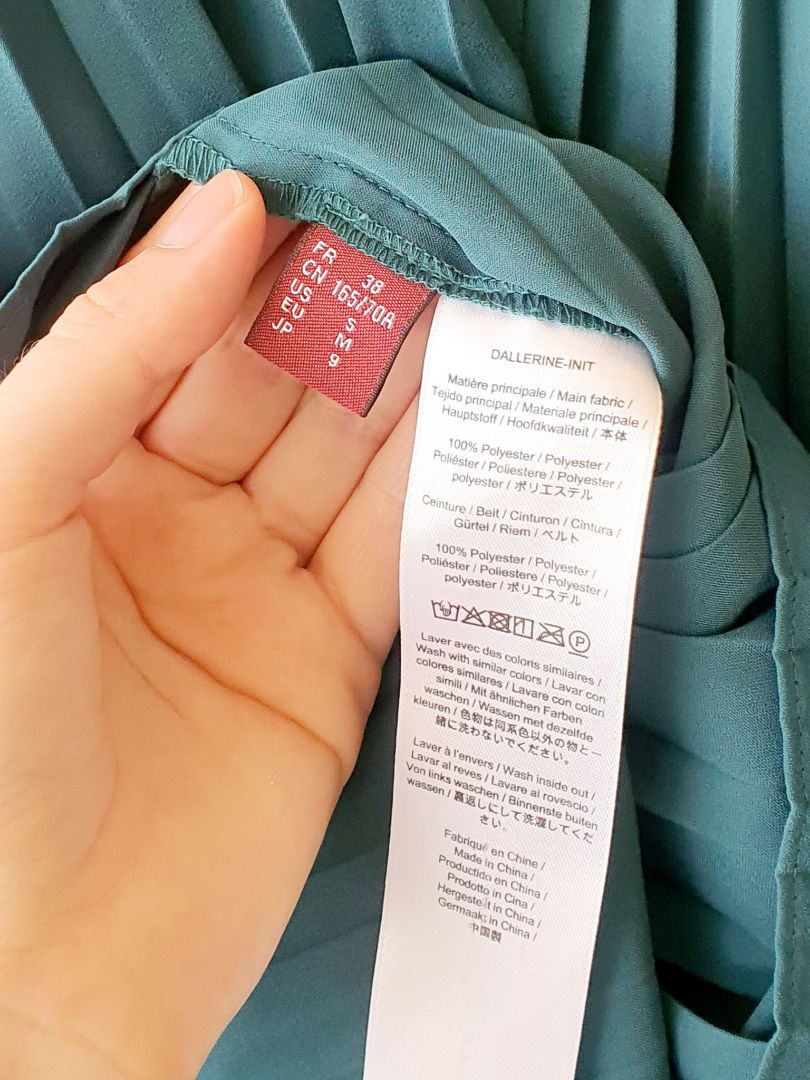 FR 38
CN 165/70A
US S
EU M
JP 9
DALLERINE-INIT
Matière principale / Main fabric /
Tejido principal / Materiale principale /
Hauptstoff / Hoofdkwaliteit / 本体
100% Polyester / Polyester /
Poliéster / Poliestere / Polyester /
polyester / ポリエステル
Ceinture / Belt / Cinturon / Cintura /
Gürtel / Riem / ベルト
100% Polyester / Polyester /
Poliéster / Poliestere / Polyester /
polyester / ポリエステル
P
Laver avec des coloris similaires /
Wash with similar colors / Lavar con
colores similares / Lavare con colori
simili / Mit ähnlichen Farben
waschen / Wassen met dezelfde
kleuren / 色物は同系色以外の物と一
緒に洗わないでください。
Laver à l'envers / Wash inside out /
Lavar al reves / Lavare al rovescio /
Von links waschen / Binnenste buiten
wassen / 裏返しにして洗濯してくだ
さい。
Fabriqué en Chine /
Made in China /
Producido en China /
Prodotto in Cina /
Hergestellt in China /
Germaakt in China /
中国製